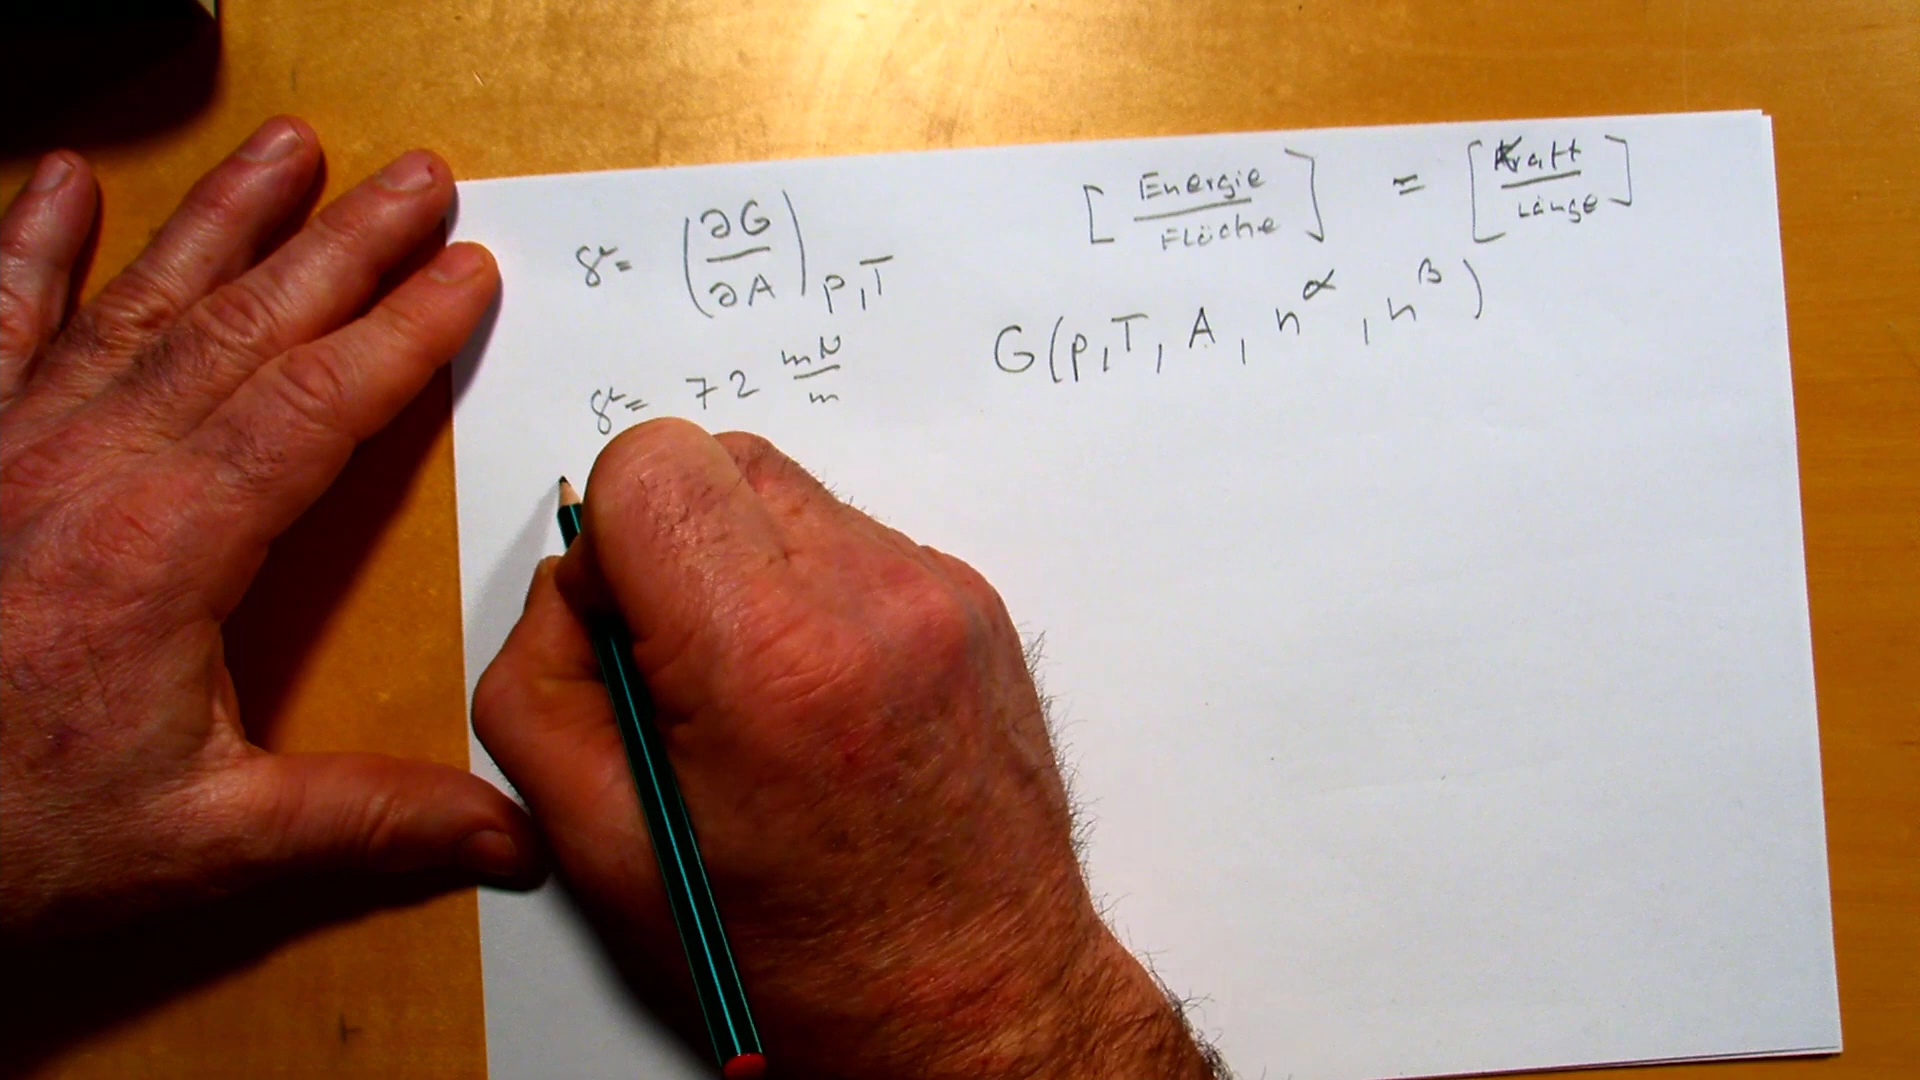 γ = (∂G/∂A)p,T [Energie/Fläche] = [Kraft/Länge]
G(p,T, A, n^α, n^β)
γ = 72 mN/m